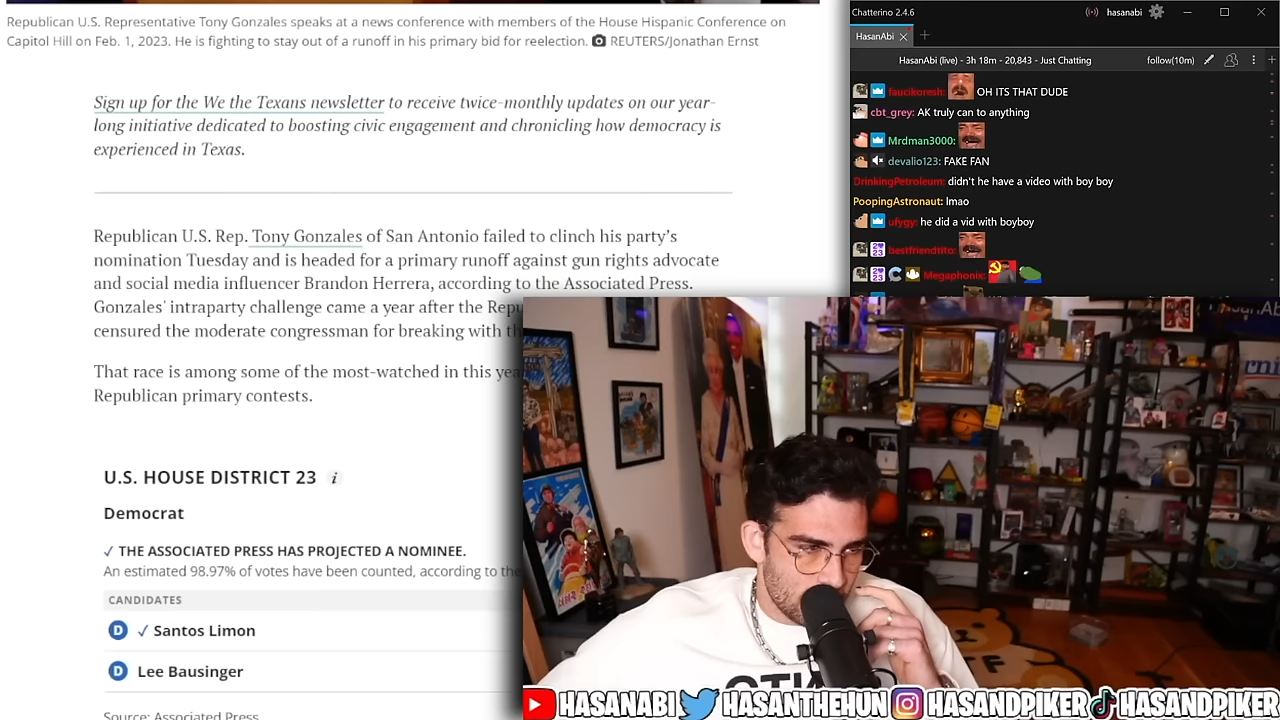 Republican U.S. Representative Tony Gonzales speaks at a news conference with members of the House Hispanic Conference on
Capitol Hill on Feb. 1, 2023. He is fighting to stay out of a runoff in his primary bid for reelection. REUTERS/Jonathan Ernst
Sign up for the We the Texans newsletter to receive twice-monthly updates on our year-
long initiative dedicated to boosting civic engagement and chronicling how democracy is
experienced in Texas.
Republican U.S. Rep. Tony Gonzales of San Antonio failed to clinch his party's
nomination Tuesday and is headed for a primary runoff against gun rights advocate
and social media influencer Brandon Herrera, according to the Associated Press.
Gonzales' intraparty challenge came a year after the Repu
censured the moderate congressman for breaking with th
That race is among some of the most-watched in this yea
Republican primary contests.
U.S. HOUSE DISTRICT 23 i
Democrat
✓ THE ASSOCIATED PRESS HAS PROJECTED A NOMINEE.
An estimated 98.97% of votes have been counted, according to the
CANDIDATES
D ✓ Santos Limon
D Lee Bausinger
Source: Associated Press
Chatterino 2.4.6
hasanabi
HasanAbi
HasanAbi (live) - 3h 18m - 20,843 - Just Chatting
follow(10m)
faucikoresh: OH ITS THAT DUDE
cbt_grey: AK truly can to anything
Mrdman3000:
devalio123: FAKE FAN
DrinkingPetroleum: didn't he have a video with boy boy
PoopingAstronaut: lmao
ufygy: he did a vid with boyboy
bestfriendtito:
Megaphonix:
HASANABI HASANTHEHUN HASANDPIKER HASANDPIKER